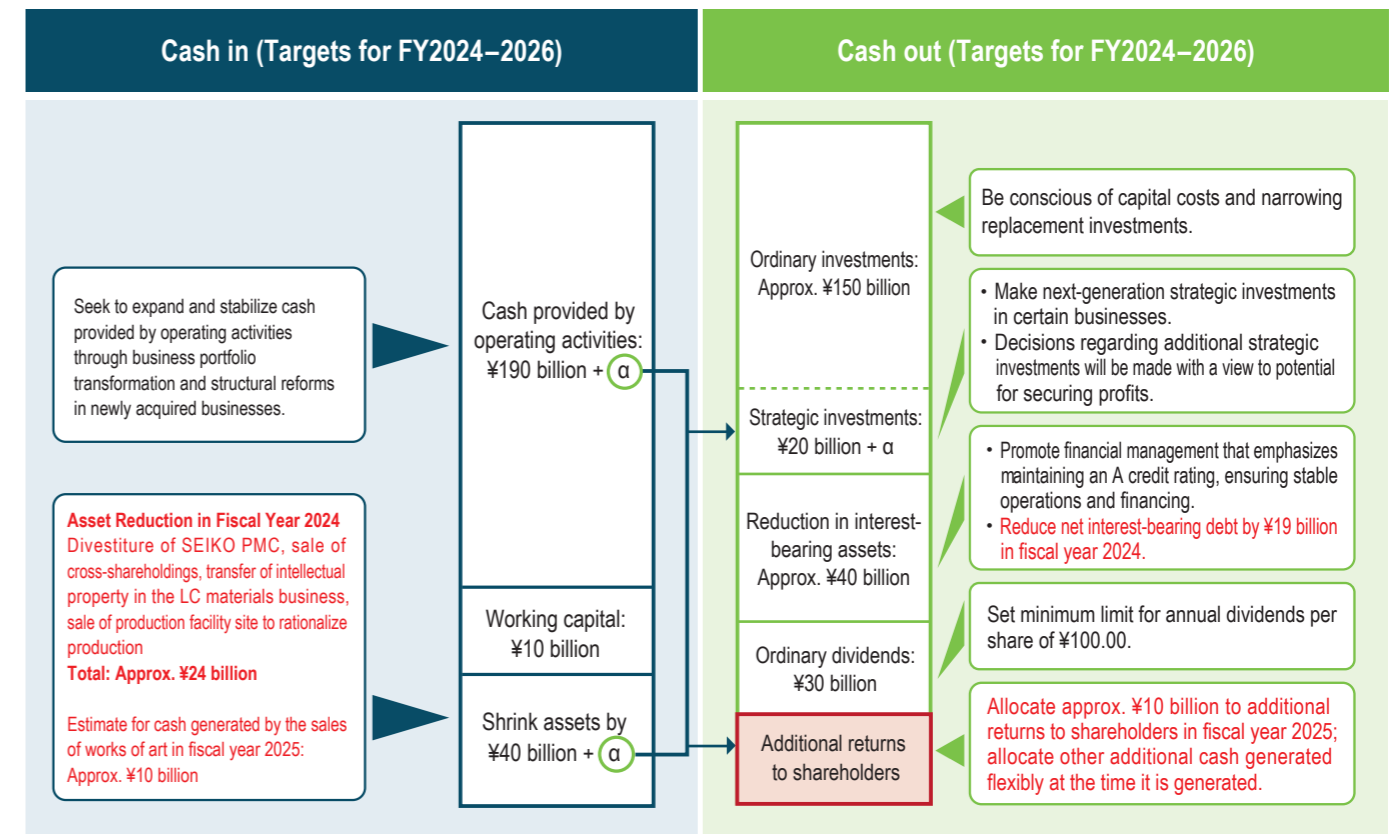 Cash in (Targets for FY2024–2026)
Seek to expand and stabilize cash
provided by operating activities
through business portfolio
transformation and structural reforms
in newly acquired businesses.
Asset Reduction in Fiscal Year 2024
Divestiture of SEIKO PMC, sale of
cross-shareholdings, transfer of intellectual
property in the LC materials business,
sale of production facility site to rationalize
production
Total: Approx. ¥24 billion
Estimate for cash generated by the sales
of works of art in fiscal year 2025:
Approx. ¥10 billion
Cash provided by
operating activities:
¥190 billion + α
Working capital:
¥10 billion
Shrink assets by
¥40 billion + α
Cash out (Targets for FY2024–2026)
Ordinary investments:
Approx. ¥150 billion
Strategic investments:
¥20 billion + α
Reduction in interest-
bearing assets:
Approx. ¥40 billion
Ordinary dividends:
¥30 billion
Additional returns
to shareholders
Be conscious of capital costs and narrowing
replacement investments.
• Make next-generation strategic investments
in certain businesses.
• Decisions regarding additional strategic
investments will be made with a view to potential
for securing profits.
• Promote financial management that emphasizes
maintaining an A credit rating, ensuring stable
operations and financing.
• Reduce net interest-bearing debt by ¥19 billion
in fiscal year 2024.
Set minimum limit for annual dividends per
share of ¥100.00.
Allocate approx. ¥10 billion to additional
returns to shareholders in fiscal year 2025;
allocate other additional cash generated
flexibly at the time it is generated.